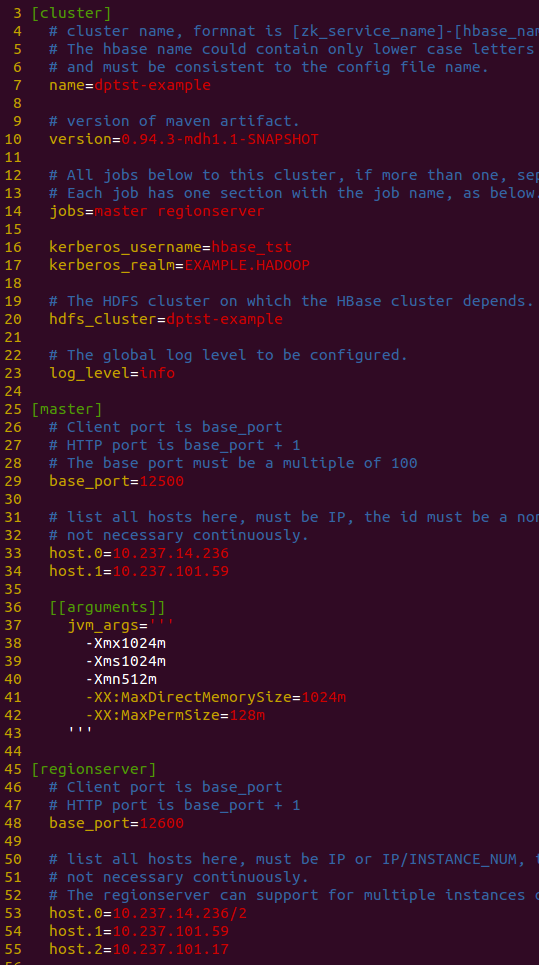 3 [cluster]
4 # cluster name, formnat is [zk_service_name]-[hbase_nam
5 # The hbase name could contain only lower case letters
6 # and must be consistent to the config file name.
7 name=dptst-example
8
9 # version of maven artifact.
10 version=0.94.3-mdh1.1-SNAPSHOT
11
12 # All jobs below to this cluster, if more than one, sep
13 # Each job has one section with the job name, as below.
14 jobs=master regionserver
15
16 kerberos_username=hbase_tst
17 kerberos_realm=EXAMPLE.HADOOP
18
19 # The HDFS cluster on which the HBase cluster depends.
20 hdfs_cluster=dptst-example
21
22 # The global log level to be configured.
23 log_level=info
24
25 [master]
26 # Client port is base_port
27 # HTTP port is base_port + 1
28 # The base port must be a multiple of 100
29 base_port=12500
30
31 # list all hosts here, must be IP, the id must be a non
32 # not necessary continuously.
33 host.0=10.237.14.236
34 host.1=10.237.101.59
35
36 [[arguments]]
37 jvm_args='''
38 -Xmx1024m
39 -Xms1024m
40 -Xmn512m
41 -XX:MaxDirectMemorySize=1024m
42 -XX:MaxPermSize=128m
43 '''
44
45 [regionserver]
46 # Client port is base_port
47 # HTTP port is base_port + 1
48 base_port=12600
49
50 # list all hosts here, must be IP or IP/INSTANCE_NUM, t
51 # not necessary continuously.
52 # The regionserver can support for multiple instances o
53 host.0=10.237.14.236/2
54 host.1=10.237.101.59
55 host.2=10.237.101.17